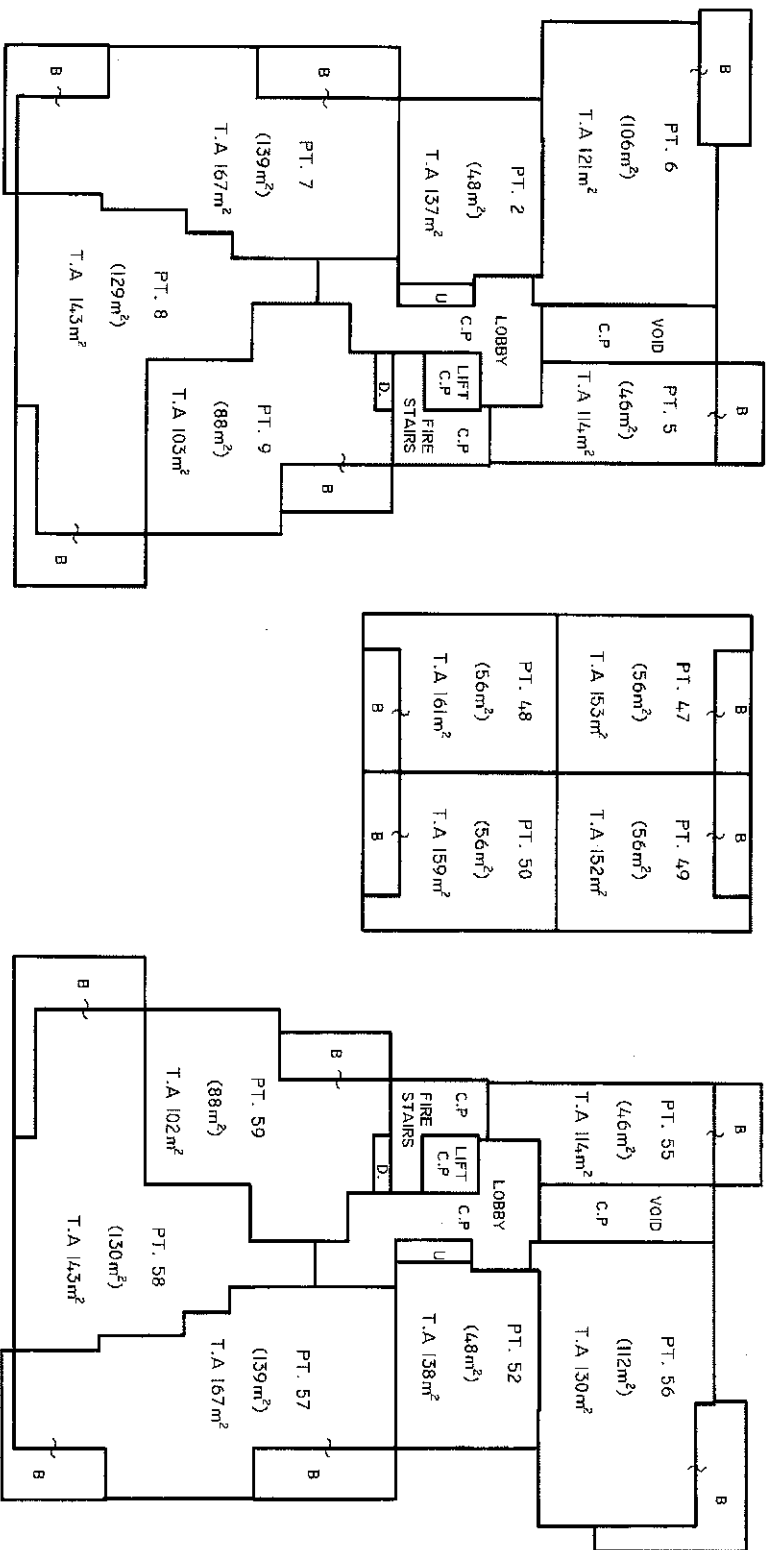 B
PT. 6
(106m²)
T.A 121m²
VOID
C.P
B
PT. 5
(46m²)
T.A 114m²
PT. 2
(48m²)
T.A 137m²
LOBBY
C.P
U
LIFT
C.P
C.P
FIRE
STAIRS
D.
B
B
PT. 7
(139m²)
T.A 167m²
PT. 8
(129m²)
T.A 143m²
PT. 9
(88m²)
T.A 103m²
B
B
B
PT. 47
(56m²)
T.A 153m²
B
PT. 49
(56m²)
T.A 152m²
PT. 48
(56m²)
T.A 161m²
B
PT. 50
(56m²)
T.A 159m²
B
B
PT. 55
(46m²)
T.A 114m²
VOID
C.P
B
PT. 56
(112m²)
T.A 130m²
C.P
FIRE
STAIRS
LIFT
C.P
LOBBY
C.P
U
D.
PT. 52
(48m²)
T.A 138m²
B
PT. 59
(88m²)
T.A 102m²
B
PT. 58
(130m²)
T.A 143m²
PT. 57
(139m²)
T.A 167m²
B
B